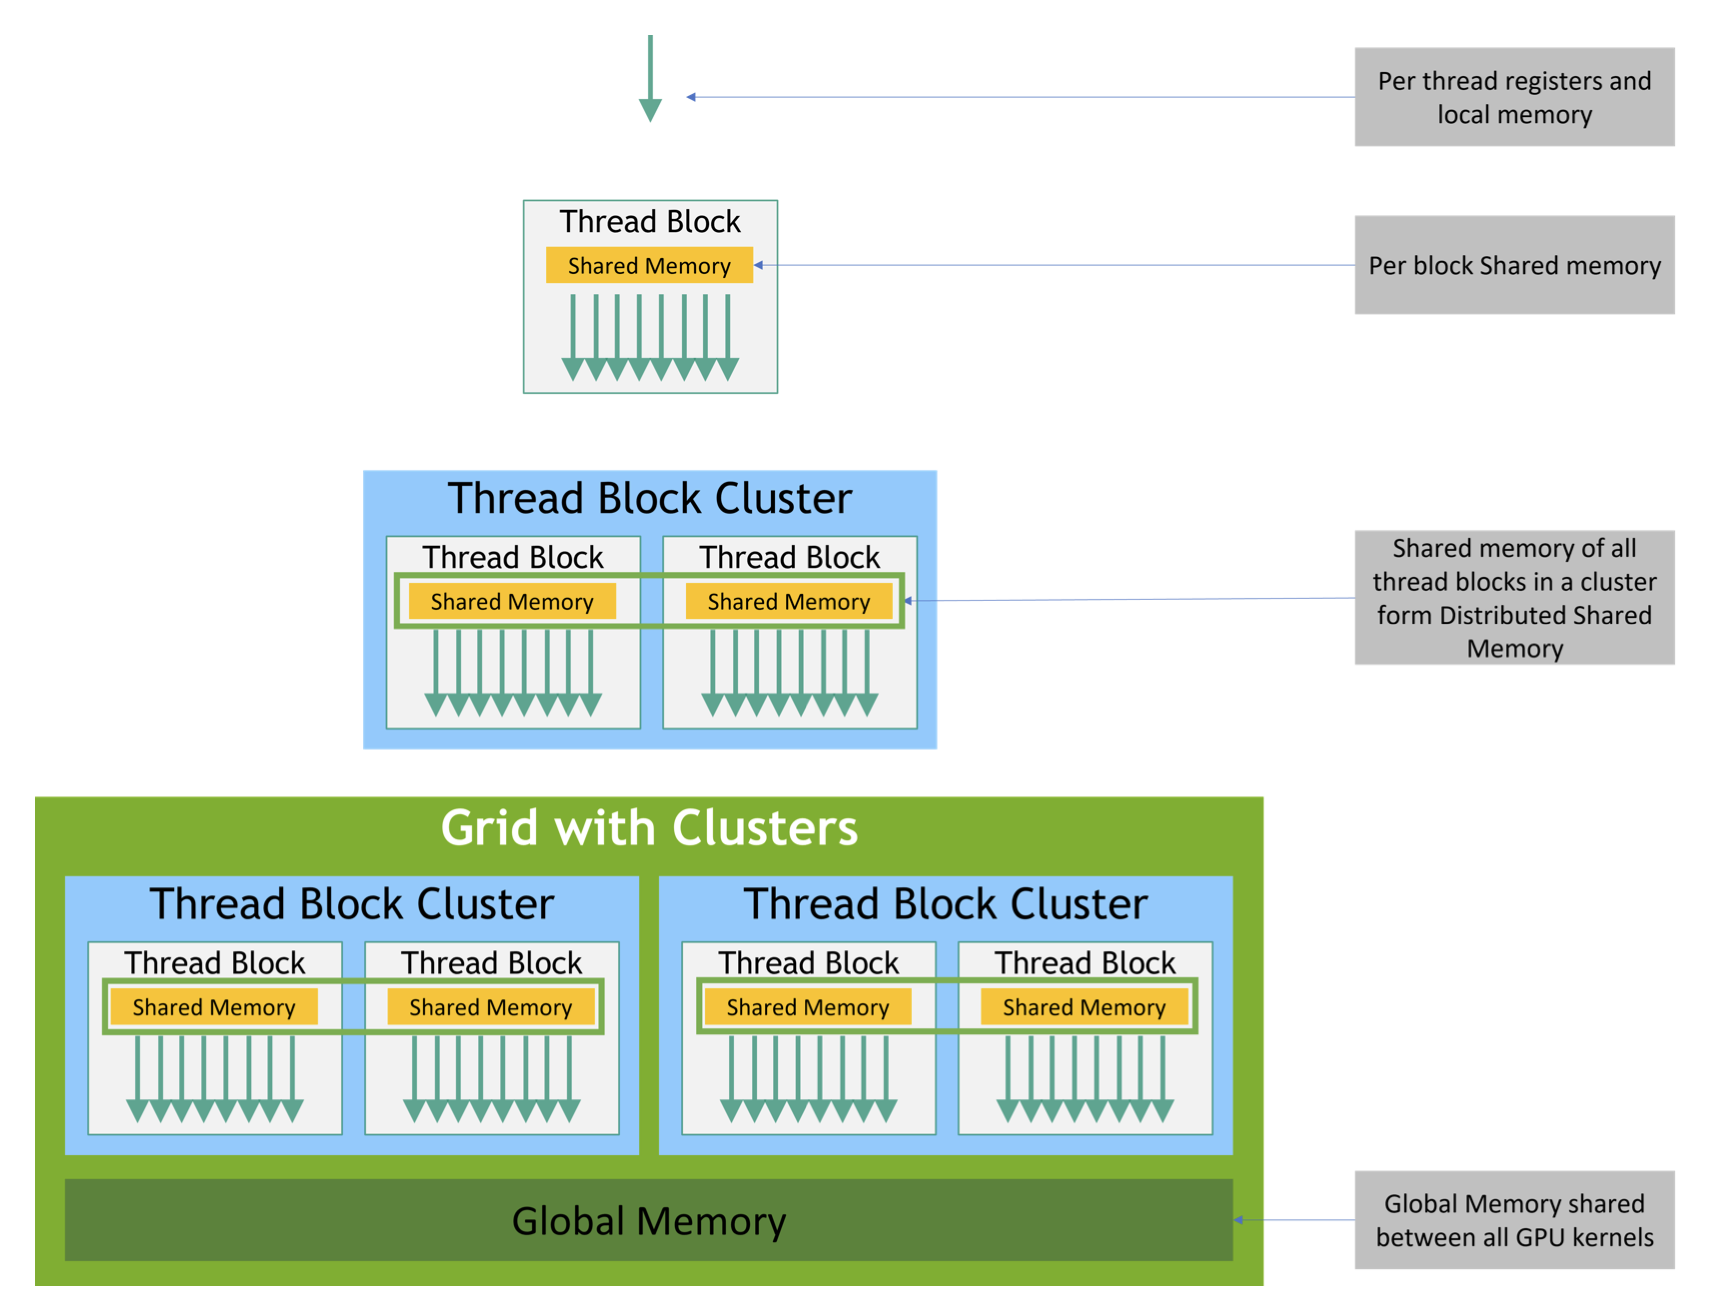 Per thread registers and
local memory
Thread Block
Shared Memory
Per block Shared memory
Thread Block Cluster
Thread Block
Thread Block
Shared Memory
Shared Memory
Shared memory of all
thread blocks in a cluster
form Distributed Shared
Memory
Grid with Clusters
Thread Block Cluster
Thread Block
Thread Block
Shared Memory
Shared Memory
Thread Block Cluster
Thread Block
Thread Block
Shared Memory
Shared Memory
Global Memory
Global Memory shared
between all GPU kernels